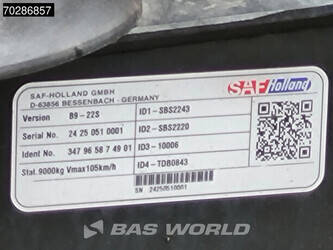 70286857
SAF-HOLLAND GMBH
D-63856 BESSENBACH - GERMANY
SAF Holland
Version B9-22S ID1-SBS2243
Serial No. 24 25 051 0001 ID2-SBS2220
Ident No. 347 96 58 7 49 01 ID3-10006
Stat. 9000kg Vmax105km/h ID4-TDB0843
SN 24250510001
BAS WORLD